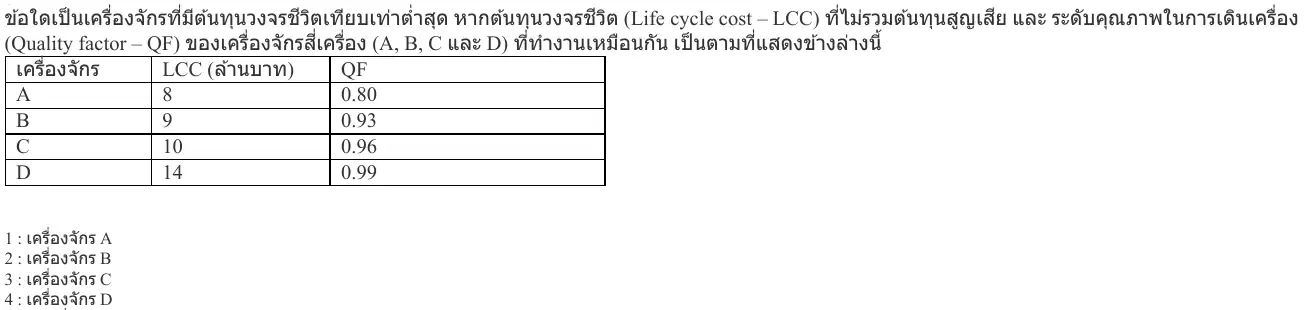 ข้อใดเป็นเครื่องจักรที่มีต้นทุนวงจรชีวิตเทียบเท่าต่ำสุด หากต้นทุนวงจรชีวิต (Life cycle cost – LCC) ที่ไม่รวมต้นทุนสูญเสีย และ ระดับคุณภาพในการเดินเครื่อง
(Quality factor – QF) ของเครื่องจักรสี่เครื่อง (A, B, C และ D) ที่ทำงานเหมือนกัน เป็นตามที่แสดงข้างล่างนี้
เครื่องจักร LCC (ล้านบาท) QF
A 8 0.80
B 9 0.93
C 10 0.96
D 14 0.99
1 : เครื่องจักร A
2 : เครื่องจักร B
3 : เครื่องจักร C
4 : เครื่องจักร D